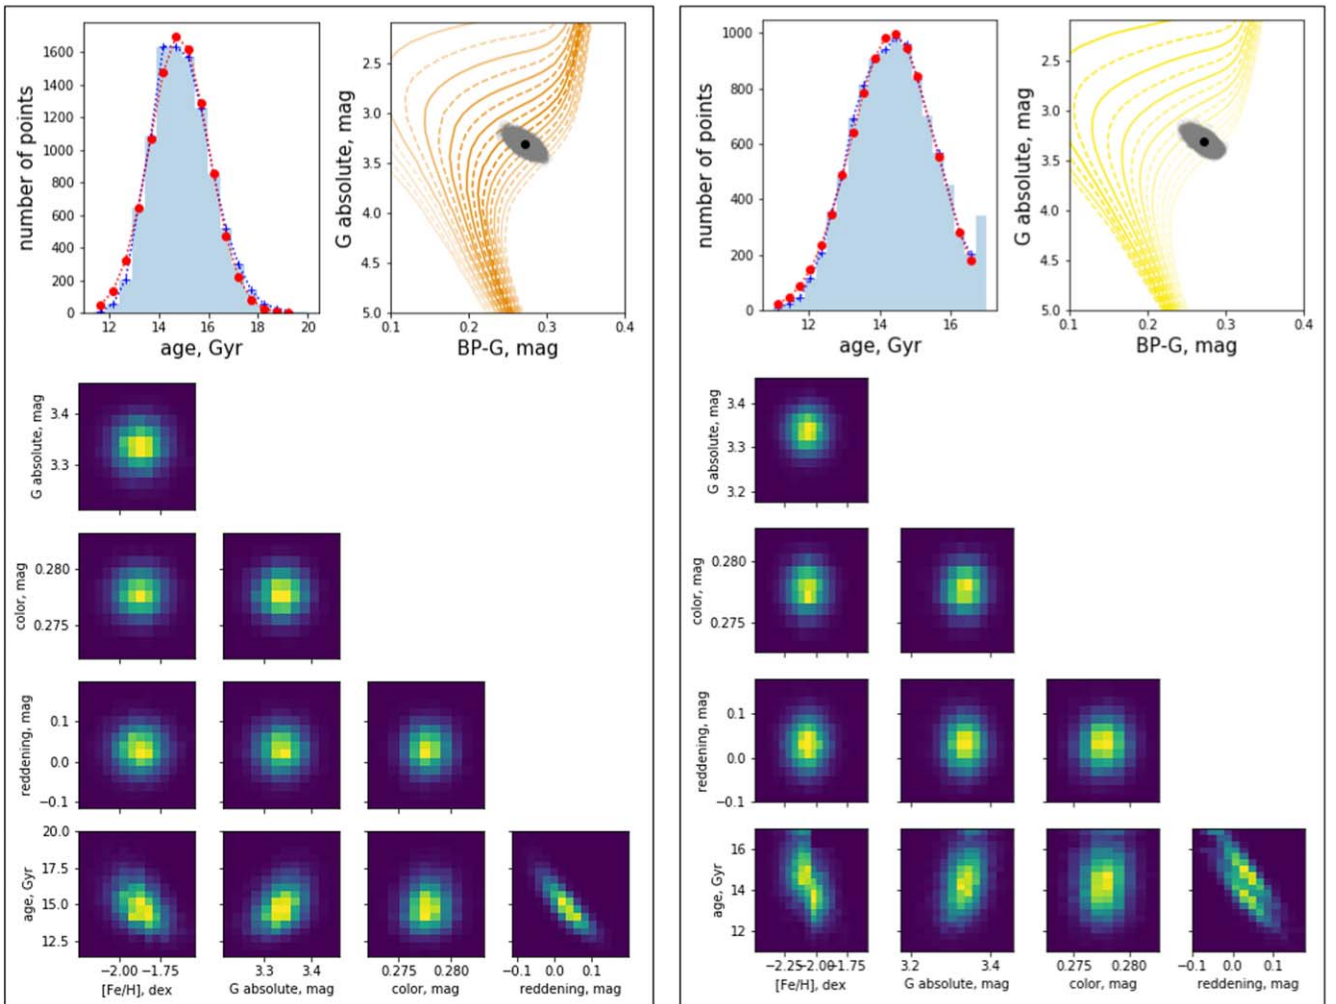 number of points
1600
1400
1200
1000
800
600
400
200
0
12 14 16 18 20
age, Gyr
G absolute, mag
2.5
3.0
3.5
4.0
4.5
5.0
0.1 0.2 0.3 0.4
BP-G, mag
G absolute, mag
3.4
3.3
color, mag
0.280
0.275
reddening, mag
0.1
0.0
−0.1
age, Gyr
20.0
17.5
15.0
12.5
−2.00 −1.75
[Fe/H], dex
3.3 3.4
G absolute, mag
0.275 0.280
color, mag
−0.1 0.0 0.1
reddening, mag
number of points
1000
800
600
400
200
0
12 14 16
age, Gyr
G absolute, mag
2.5
3.0
3.5
4.0
4.5
5.0
0.1 0.2 0.3 0.4
BP-G, mag
G absolute, mag
3.4
3.3
3.2
color, mag
0.280
0.275
reddening, mag
0.1
0.0
−0.1
age, Gyr
16
14
12
−2.25 −2.00 −1.75
[Fe/H], dex
3.2 3.4
G absolute, mag
0.275 0.280
color, mag
−0.1 0.0 0.1
reddening, mag